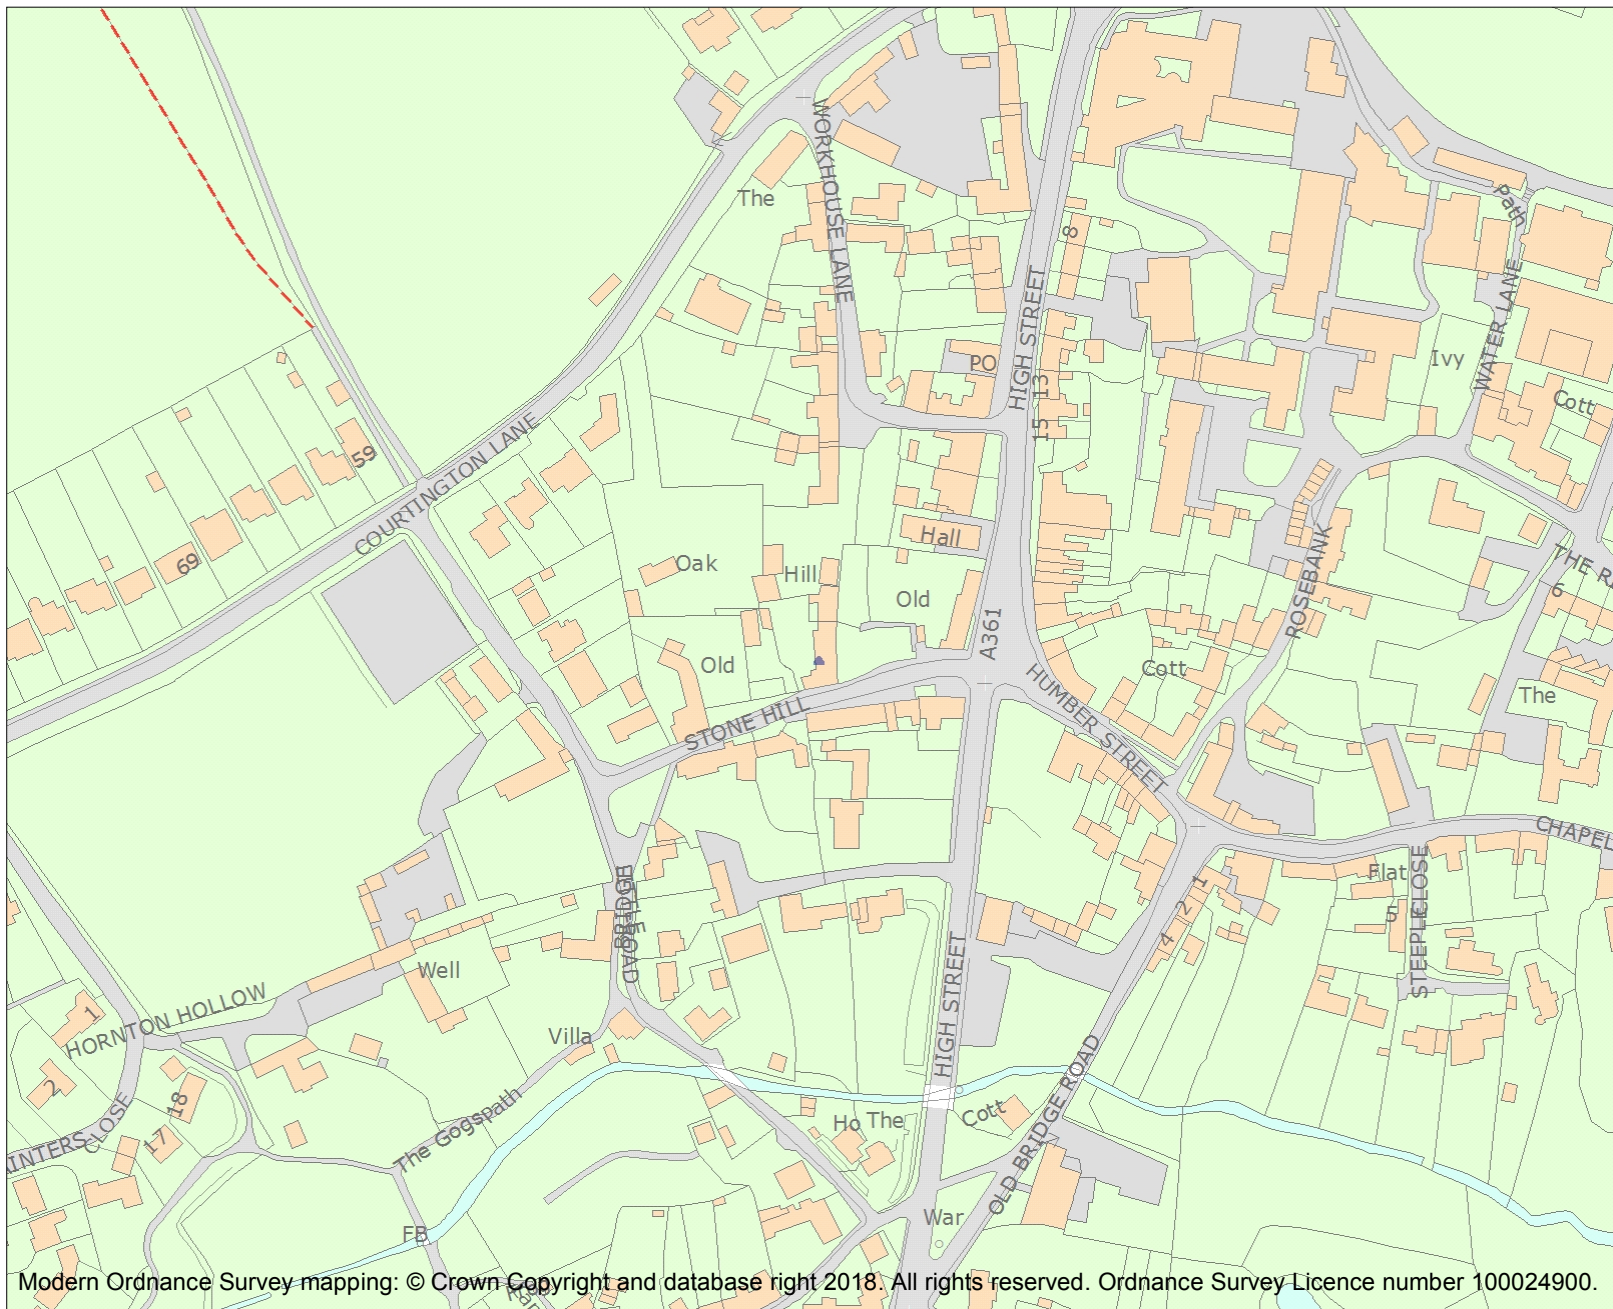 WORKHOUSE LANE
The
Path
8
HIGH STREET
WATER LANE
PO
Ivy
13
15
Cott
COURTINGTON LANE
59
69
Hall
Oak
Hill
Old
A361
ROSEBANK
THE R
6
Old
Cott
The
HUMBER STREET
STONE HILL
CHAPEL
Flat
5
STEEPLECLOSE
1
2
4
BRIDGE
Well
HIGH STREET
HORNTON HOLLOW
1
2
Villa
18
17
CLOSE
AINTERS
The Gogspath
Ho
The
Cott
OLD BRIDGE ROAD
War
FB
Modern Ordnance Survey mapping: © Crown Copyright and database right 2018. All rights reserved. Ordnance Survey Licence number 100024900.